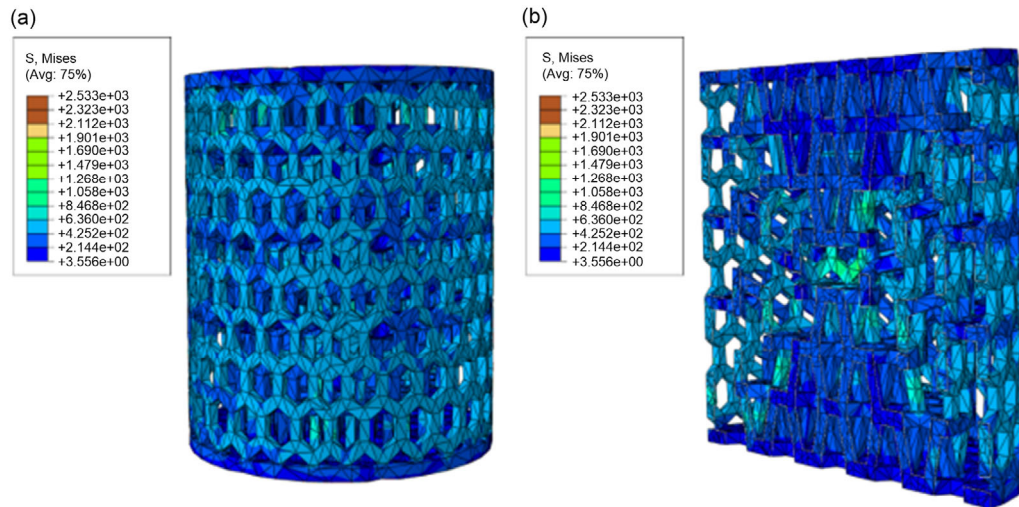 (a)
S, Mises
(Avg: 75%)
+2.533e+03
+2.323e+03
+2.112e+03
+1.901e+03
+1.690e+03
+1.479e+03
+1.268e+03
+1.058e+03
+8.468e+02
+6.360e+02
+4.252e+02
+2.144e+02
+3.556e+00
(b)
S, Mises
(Avg: 75%)
+2.533e+03
+2.323e+03
+2.112e+03
+1.901e+03
+1.690e+03
+1.479e+03
+1.268e+03
+1.058e+03
+8.468e+02
+6.360e+02
+4.252e+02
+2.144e+02
+3.556e+00